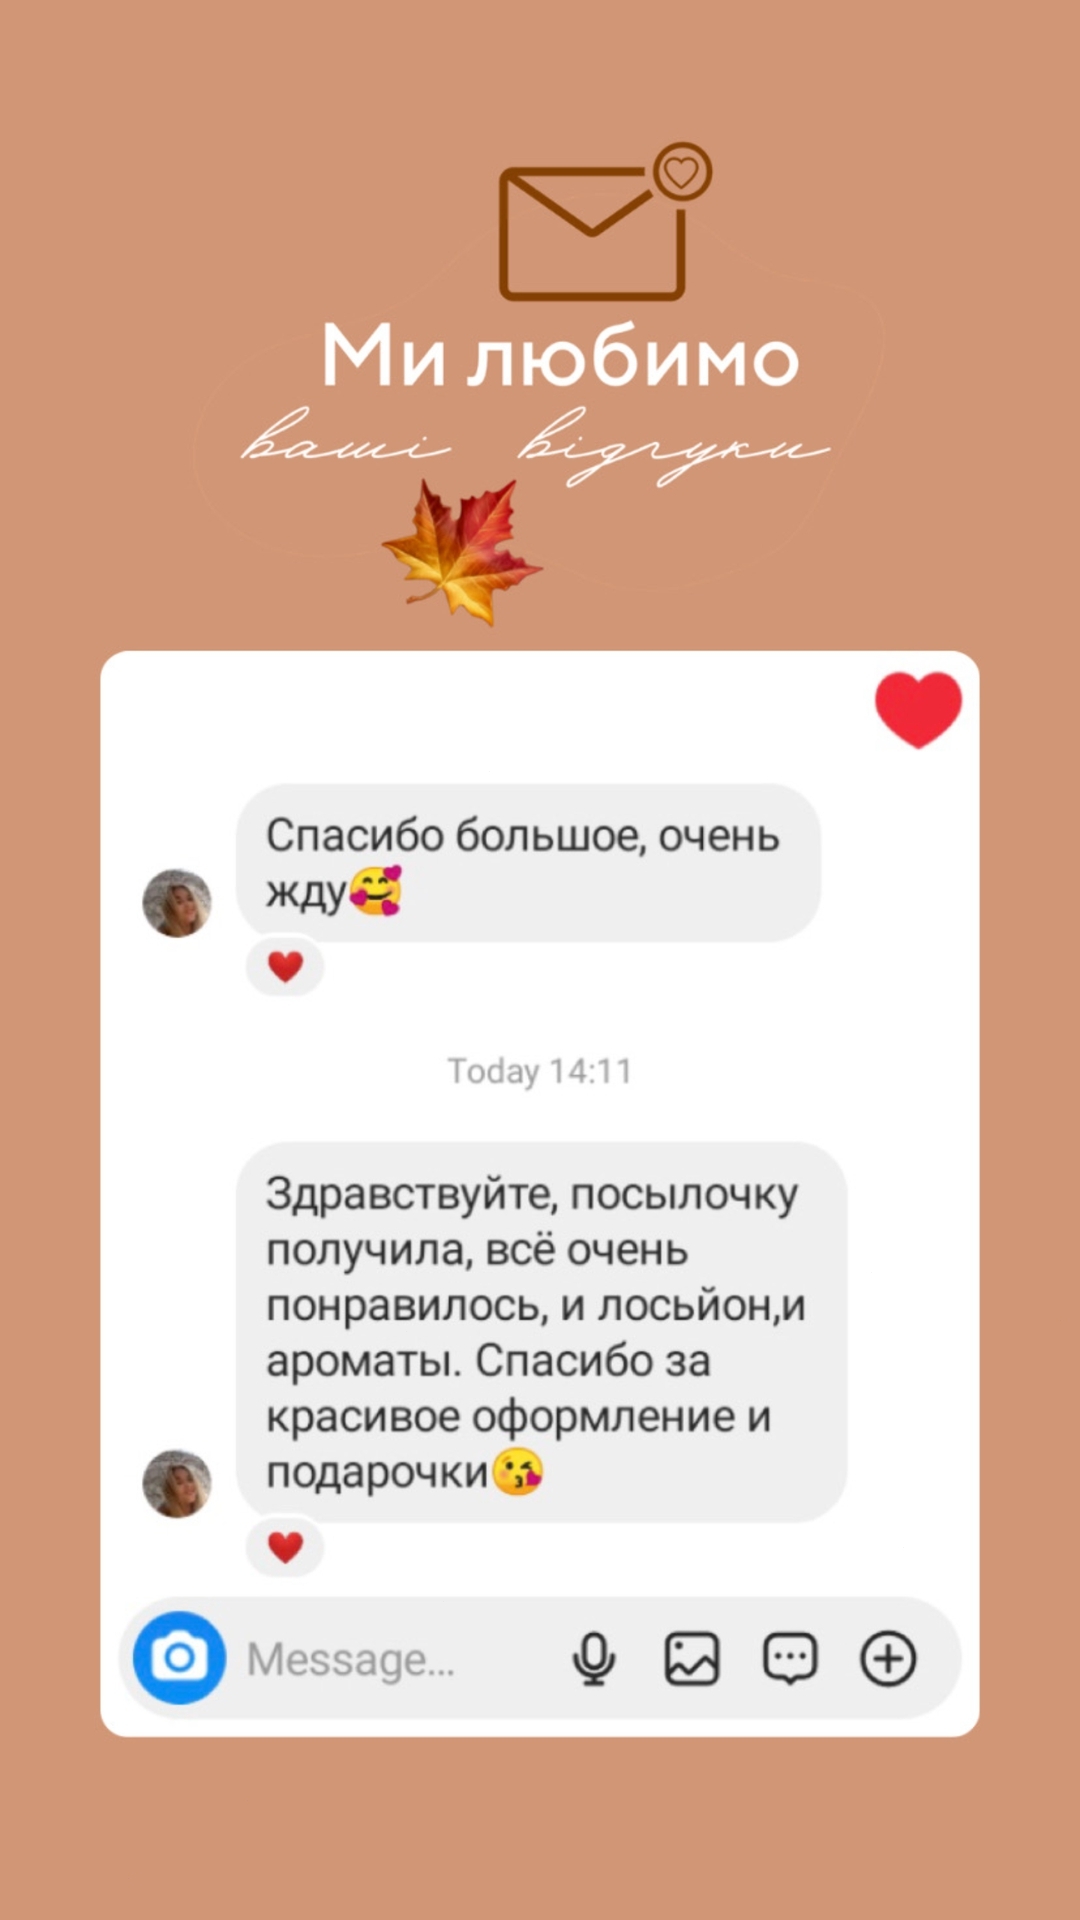 Ми любимо
ваші відгуки
Спасибо большое, очень
жду🥰
Today 14:11
Здравствуйте, посылочку
получила, всё очень
понравилось, и лосьйон,и
ароматы. Спасибо за
красивое оформление и
подарочки😘
Message...